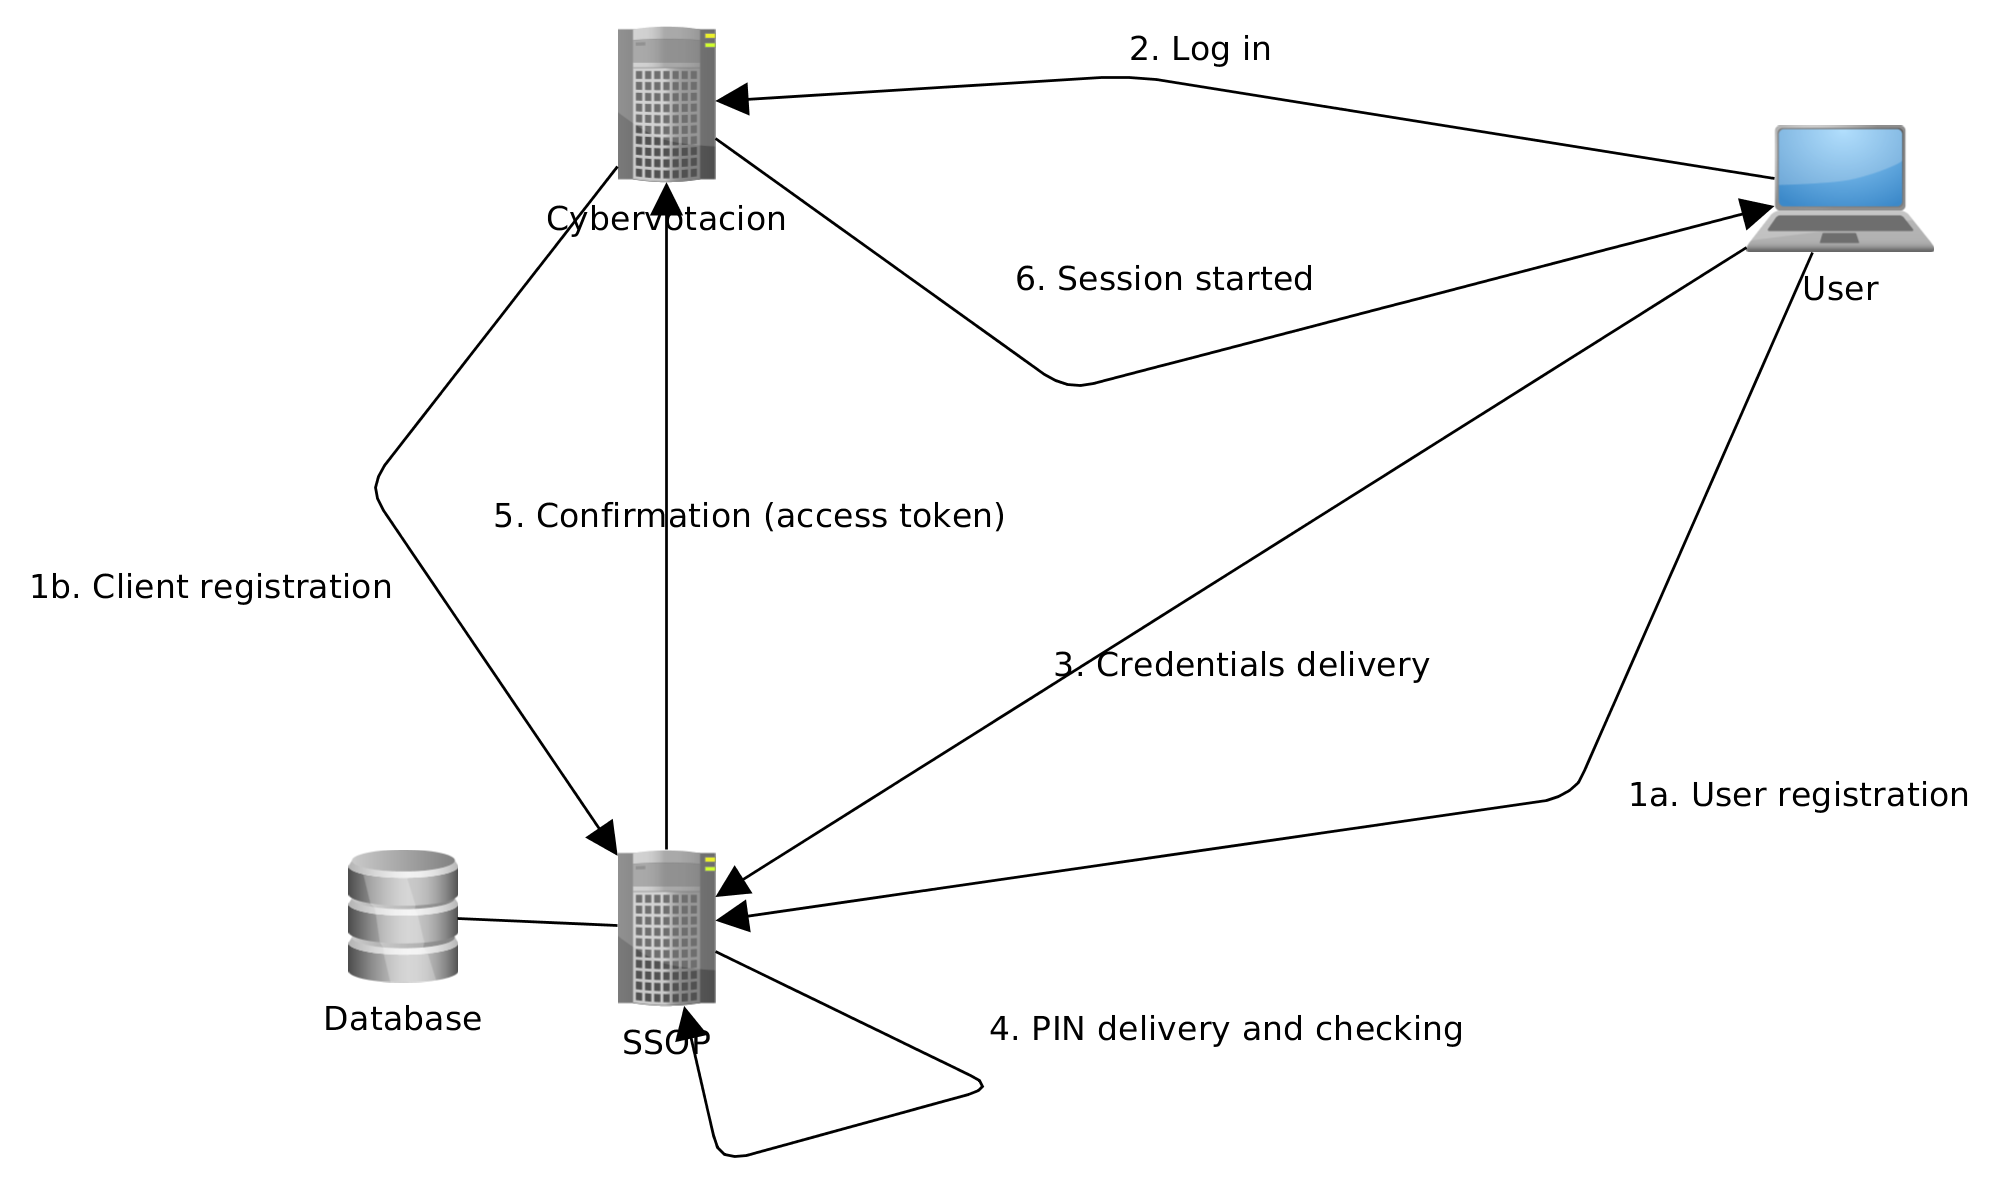 2. Log in
Cybervotacion
6. Session started
User
5. Confirmation (access token)
1b. Client registration
3. Credentials delivery
1a. User registration
Database
SSOP
4. PIN delivery and checking